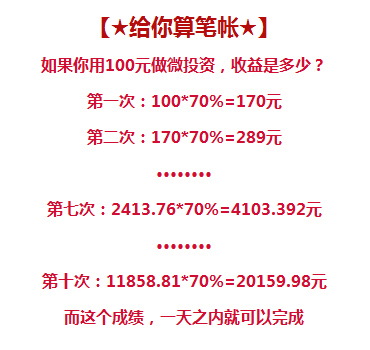 【★给你算笔帐★】
如果你用100元做微投资，收益是多少？
第一次：100*70%=170元
第二次：170*70%=289元
••••••••
第七次：2413.76*70%=4103.392元
••••••••
第十次：11858.81*70%=20159.98元
而这个成绩，一天之内就可以完成